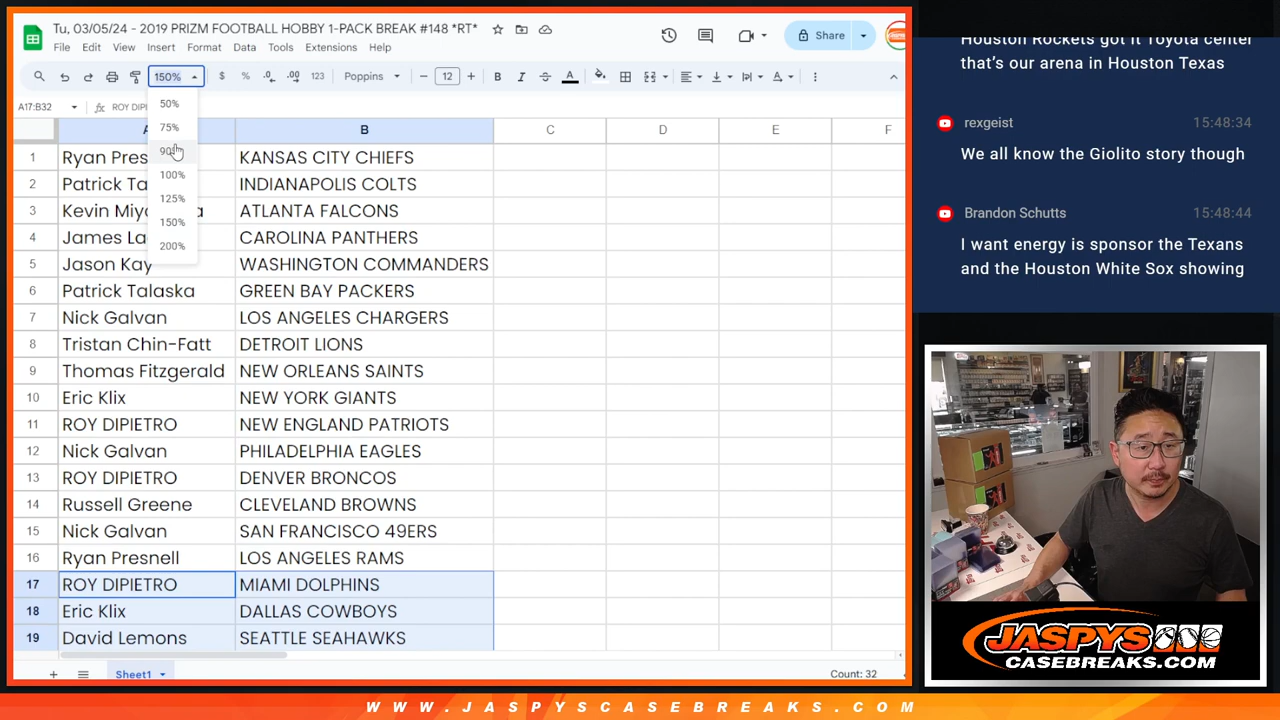 Tu, 03/05/24 - 2019 PRIZM FOOTBALL HOBBY 1-PACK BREAK #148 *RT*
File Edit View Insert Format Data Tools Extensions Help
Share
150% $ % .0 .00 123 Poppins 12 B I A
A17:B32 fx ROY DIPI
50%
75%
90%
100%
125%
150%
200%
A B C D E F
1 Ryan Pres KANSAS CITY CHIEFS
2 Patrick Ta INDIANAPOLIS COLTS
3 Kevin Miy a ATLANTA FALCONS
4 James La CAROLINA PANTHERS
5 Jason Kay WASHINGTON COMMANDERS
6 Patrick Talaska GREEN BAY PACKERS
7 Nick Galvan LOS ANGELES CHARGERS
8 Tristan Chin-Fatt DETROIT LIONS
9 Thomas Fitzgerald NEW ORLEANS SAINTS
10 Eric Klix NEW YORK GIANTS
11 ROY DIPIETRO NEW ENGLAND PATRIOTS
12 Nick Galvan PHILADELPHIA EAGLES
13 ROY DIPIETRO DENVER BRONCOS
14 Russell Greene CLEVELAND BROWNS
15 Nick Galvan SAN FRANCISCO 49ERS
16 Ryan Presnell LOS ANGELES RAMS
17 ROY DIPIETRO MIAMI DOLPHINS
18 Eric Klix DALLAS COWBOYS
19 David Lemons SEATTLE SEAHAWKS
Sheet1 Count: 32
Houston Rockets got it Toyota center
that's our arena in Houston Texas
rexgeist 15:48:34
We all know the Giolito story though
Brandon Schutts 15:48:44
I want energy is sponsor the Texans
and the Houston White Sox showing
JASPYS
CASEBREAKS.COM
WWW.JASPYSCASEBREAKS.COM